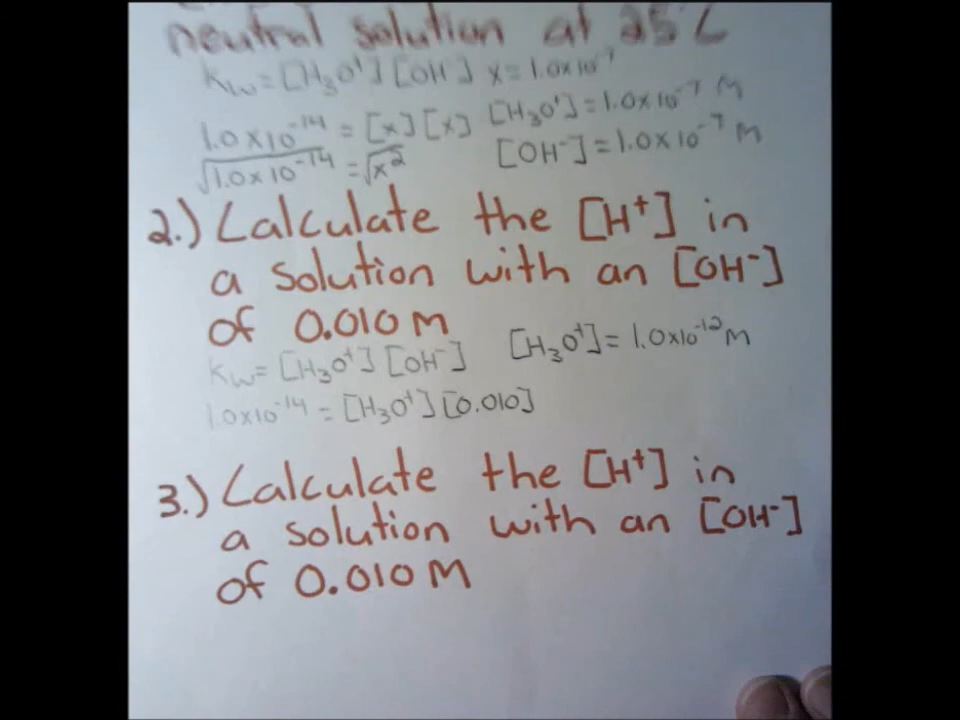 neutral solution at 25°C
Kw = [H3O+] [OH-] x = 1.0x10-7
1.0x10-14 = [x] [x] [H3O+] = 1.0x10-7 M
√1.0x10-14 = √x2 [OH-] = 1.0x10-7 M
2.) Calculate the [H+] in
a solution with an [OH-]
of 0.010 M
Kw = [H3O+] [OH-] [H3O+] = 1.0x10-12 M
1.0x10-14 = [H3O+] [0.010]
3.) Calculate the [H+] in
a solution with an [OH-]
of 0.010 M